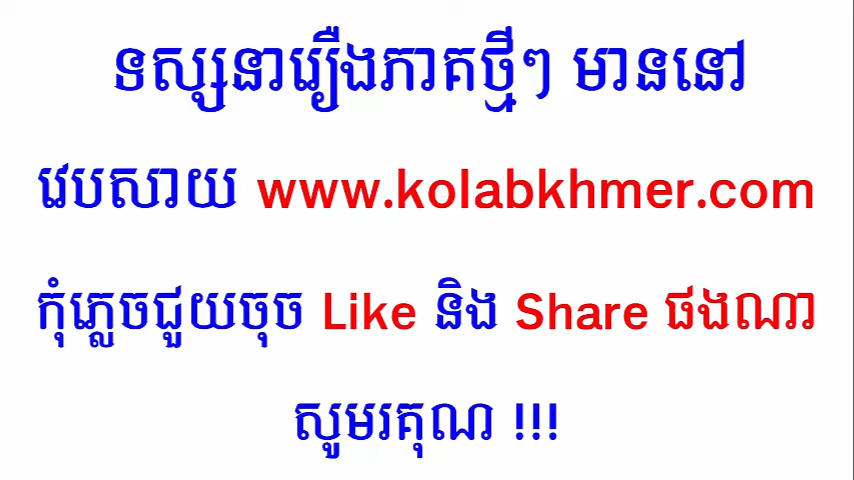 ទស្សនារឿងភាគថ្មីៗ មាននៅ
វេបសាយ www.kolabkhmer.com
កុំភ្លេចជួយចុច Like និង Share ផងណា
សូមរគុណ !!!